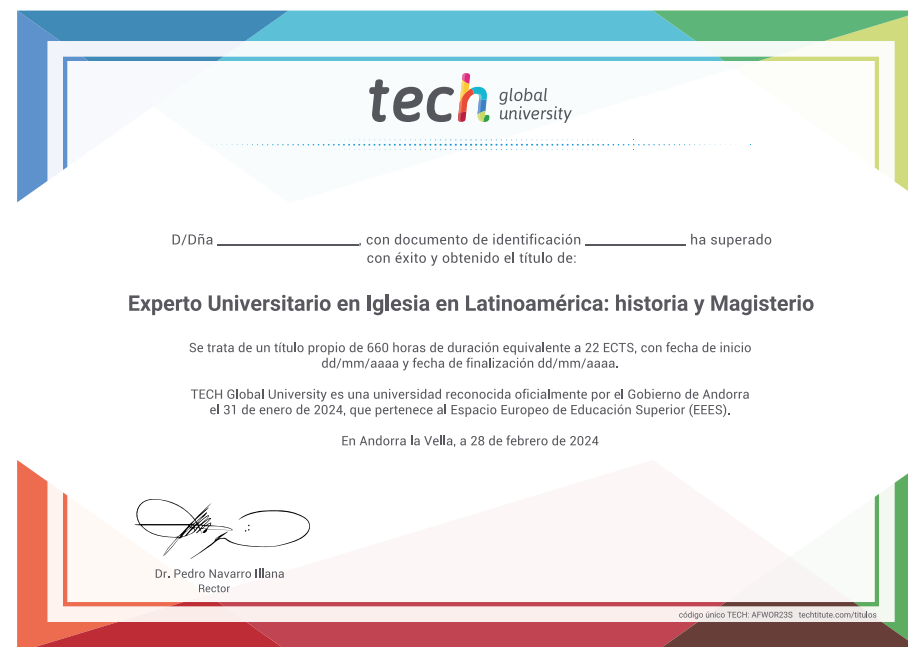 tech global university
D/Dña ____________________, con documento de identificación ______________ ha superado
con éxito y obtenido el título de:
Experto Universitario en Iglesia en Latinoamérica: historia y Magisterio
Se trata de un título propio de 660 horas de duración equivalente a 22 ECTS, con fecha de inicio
dd/mm/aaaa y fecha de finalización dd/mm/aaaa.
TECH Global University es una universidad reconocida oficialmente por el Gobierno de Andorra
el 31 de enero de 2024, que pertenece al Espacio Europeo de Educación Superior (EEES).
En Andorra la Vella, a 28 de febrero de 2024
Dr. Pedro Navarro Illana
Rector
código único TECH: AFWOR23S techtitute.com/titulos